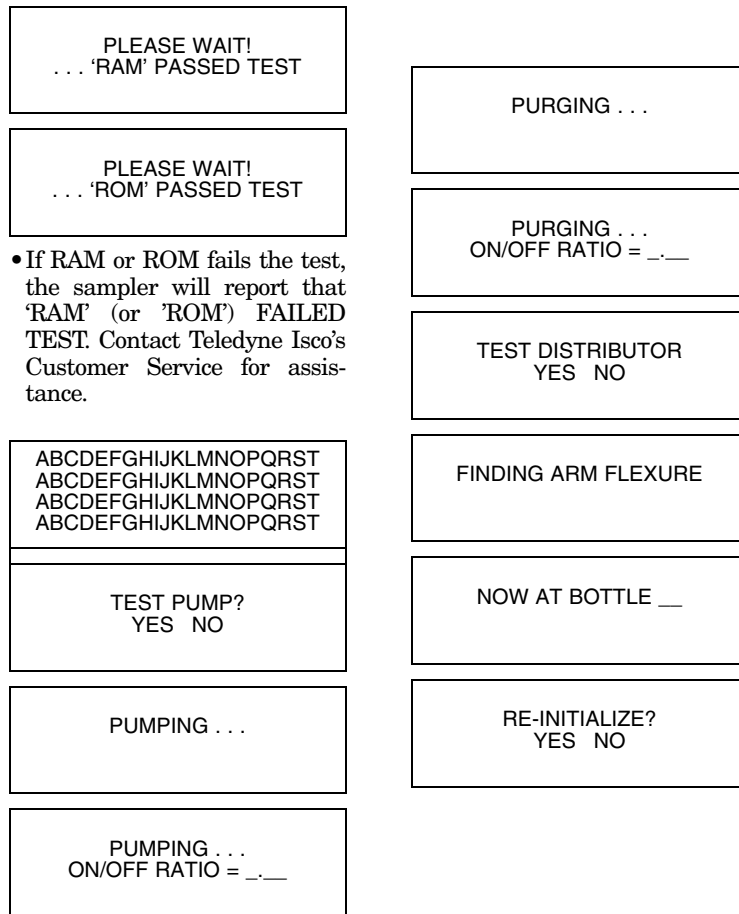 PLEASE WAIT!
. . . ‘RAM’ PASSED TEST
PLEASE WAIT!
. . . ‘ROM’ PASSED TEST
• If RAM or ROM fails the test,
the sampler will report that
‘RAM’ (or ’ROM’) FAILED
TEST. Contact Teledyne Isco’s
Customer Service for assis-
tance.
ABCDEFGHIJKLMNOPQRST
ABCDEFGHIJKLMNOPQRST
ABCDEFGHIJKLMNOPQRST
ABCDEFGHIJKLMNOPQRST
TEST PUMP?
YES NO
PUMPING . . .
PUMPING . . .
ON/OFF RATIO = _.__
PURGING . . .
PURGING . . .
ON/OFF RATIO = _.__
TEST DISTRIBUTOR
YES NO
FINDING ARM FLEXURE
NOW AT BOTTLE __
RE-INITIALIZE?
YES NO